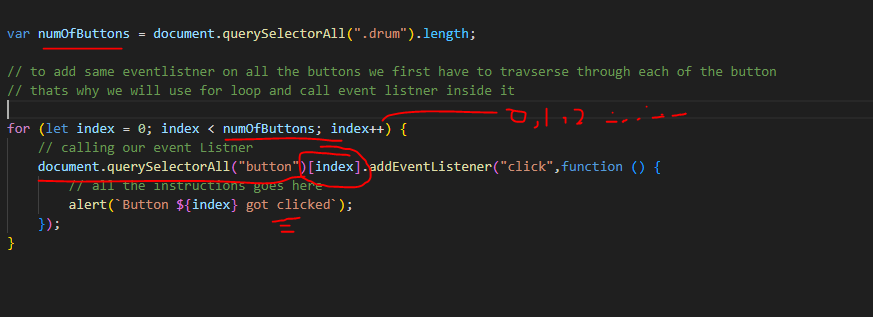 var numOfButtons = document.querySelectorAll(".drum").length;
// to add same eventlistner on all the buttons we first have to travserse through each of the button
// thats why we will use for loop and call event listner inside it
0,1,2
for (let index = 0; index < numOfButtons; index++) {
// calling our event Listner
document.querySelectorAll("button")[index].addEventListener("click",function () {
// all the instructions goes here
alert(`Button ${index} got clicked`);
});
}